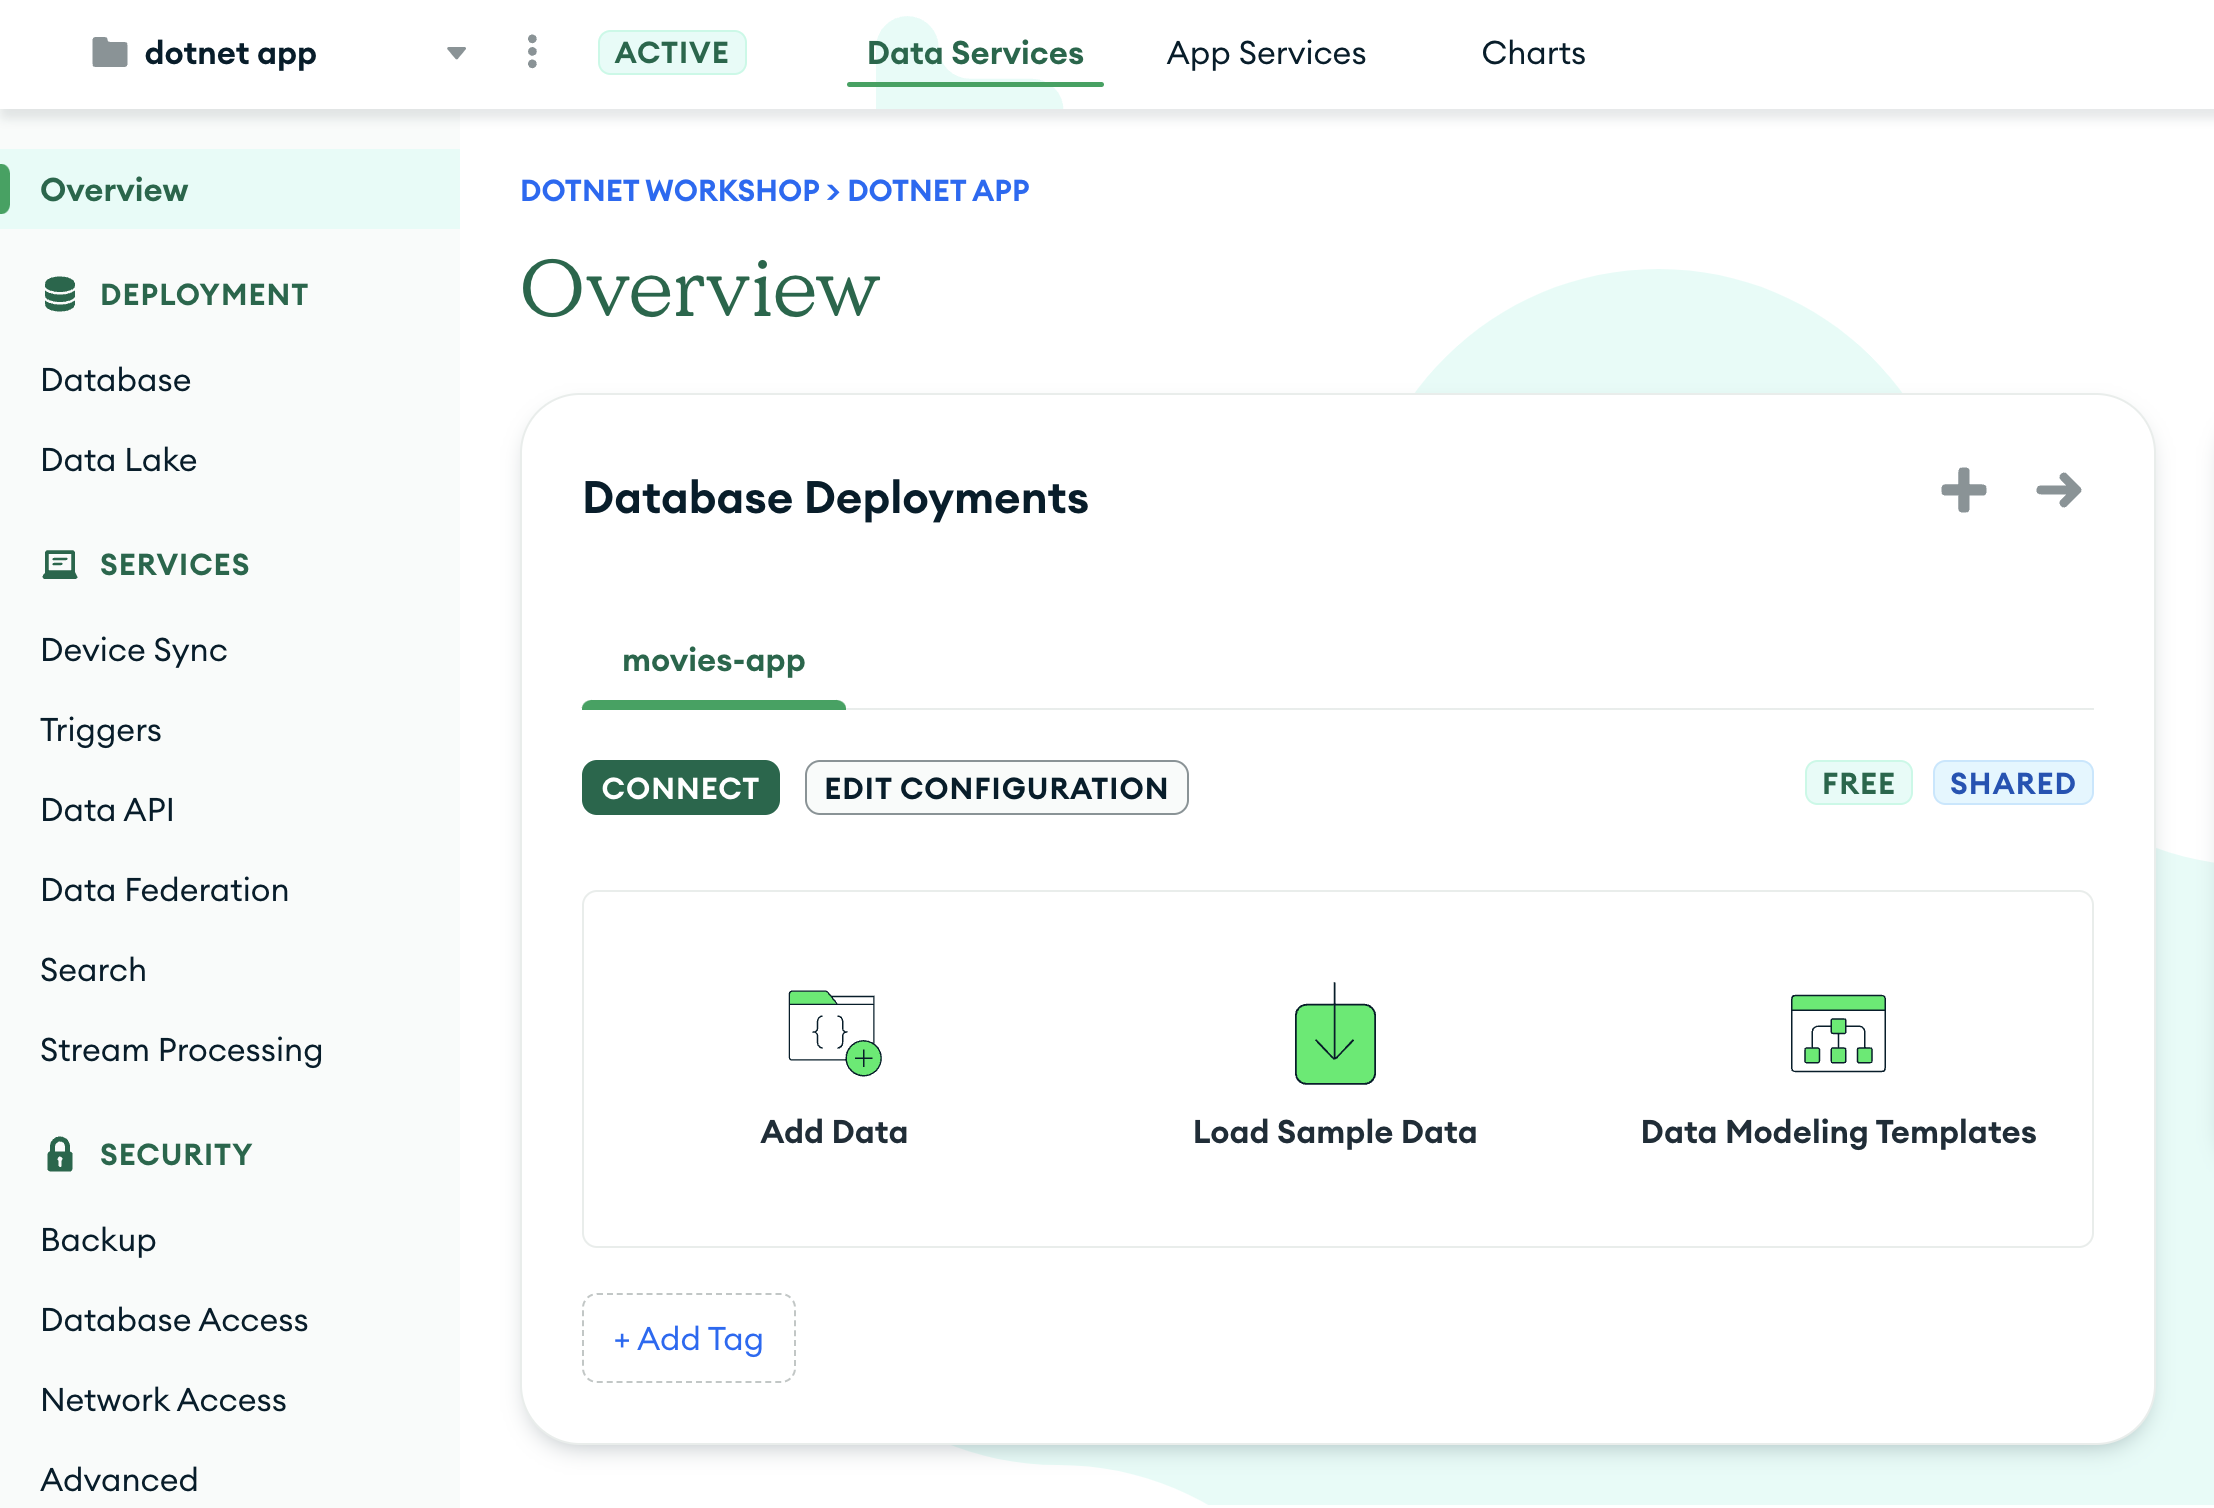 dotnet app
ACTIVE
Data Services
App Services
Charts
Overview
DEPLOYMENT
Database
Data Lake
SERVICES
Device Sync
Triggers
Data API
Data Federation
Search
Stream Processing
SECURITY
Backup
Database Access
Network Access
Advanced
DOTNET WORKSHOP > DOTNET APP
Overview
Database Deployments
movies-app
CONNECT
EDIT CONFIGURATION
FREE
SHARED
{ }
Add Data
Load Sample Data
Data Modeling Templates
+ Add Tag